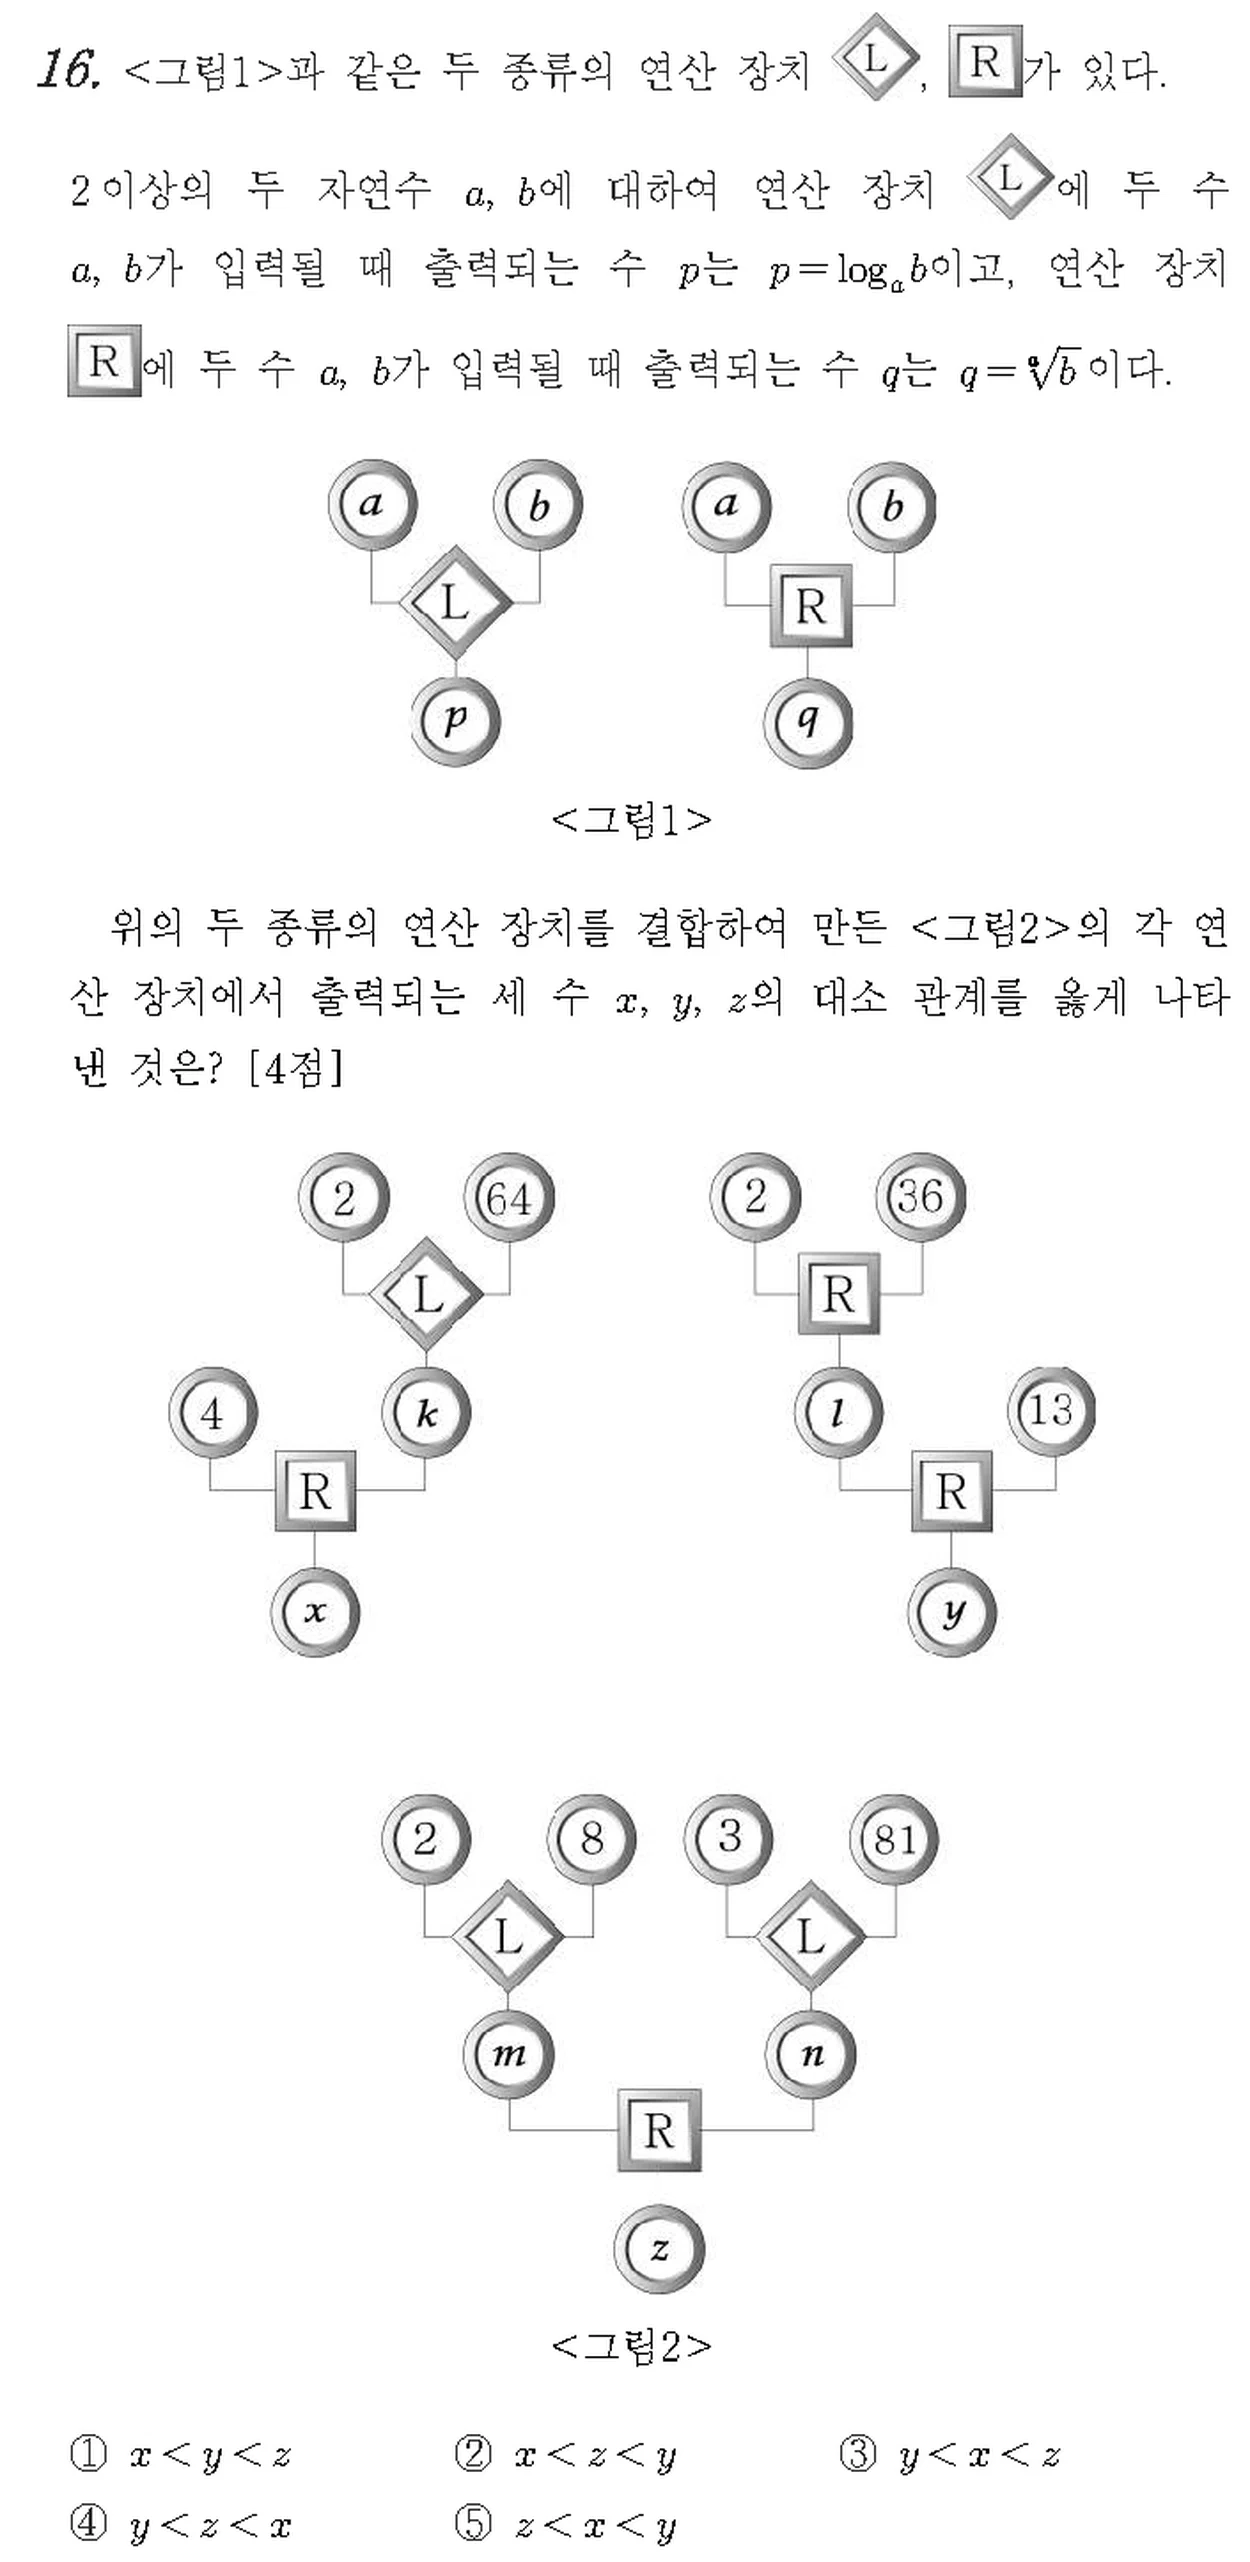 16. <그림1>과 같은 두 종류의 연산 장치 L, R가 있다.
2 이상의 두 자연수 a, b에 대하여 연산 장치 L에 두 수
a, b가 입력될 때 출력되는 수 p는 p=logₐb이고, 연산 장치
R에 두 수 a, b가 입력될 때 출력되는 수 q는 q=ᵃ√b이다.
a b a b
L R
p q
<그림1>
위의 두 종류의 연산 장치를 결합하여 만든 <그림2>의 각 연
산 장치에서 출력되는 세 수 x, y, z의 대소 관계를 옳게 나타
낸 것은? [4점]
2 64 2 36
L R
4 k l 13
R R
x y
2 8 3 81
L L
m n
R
z
<그림2>
① x<y<z ② x<z<y ③ y<x<z
④ y<z<x ⑤ z<x<y